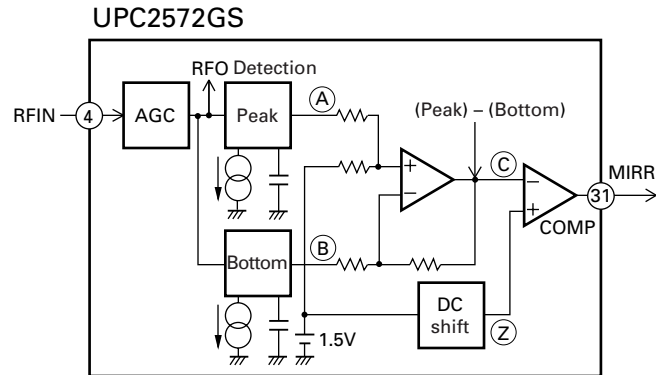 UPC2572GS
RFO Detection
RFIN
4
AGC
Peak
A
(Peak) – (Bottom)
+
–
C
–
+
COMP
31
MIRR
Bottom
B
1.5V
DC
shift
Z